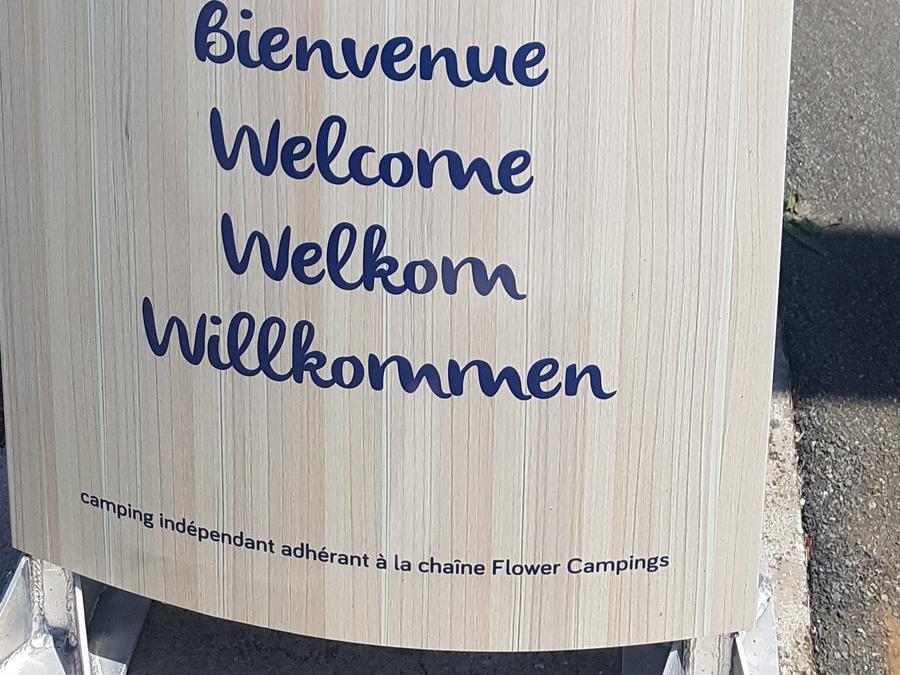 Bienvenue
Welcome
Welkom
Willkommen
camping indépendant adhérant à la chaîne Flower Campings